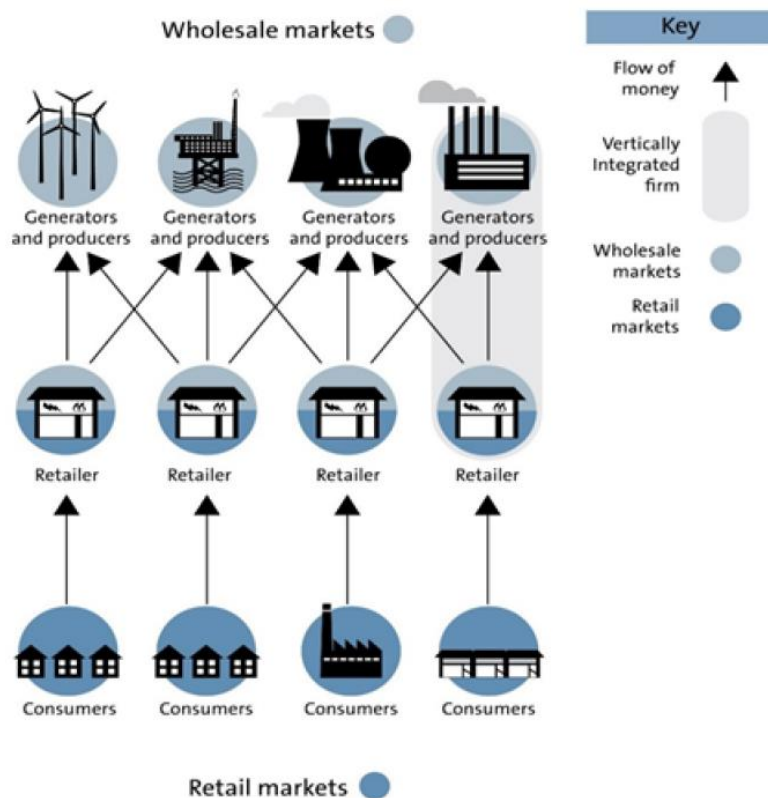 Wholesale markets
Key
Flow of
money
Vertically
Integrated
firm
Wholesale
markets
Retail
markets
Generators
and producers
Generators
and producers
Generators
and producers
Generators
and producers
Retailer
Retailer
Retailer
Retailer
Consumers
Consumers
Consumers
Consumers
Retail markets